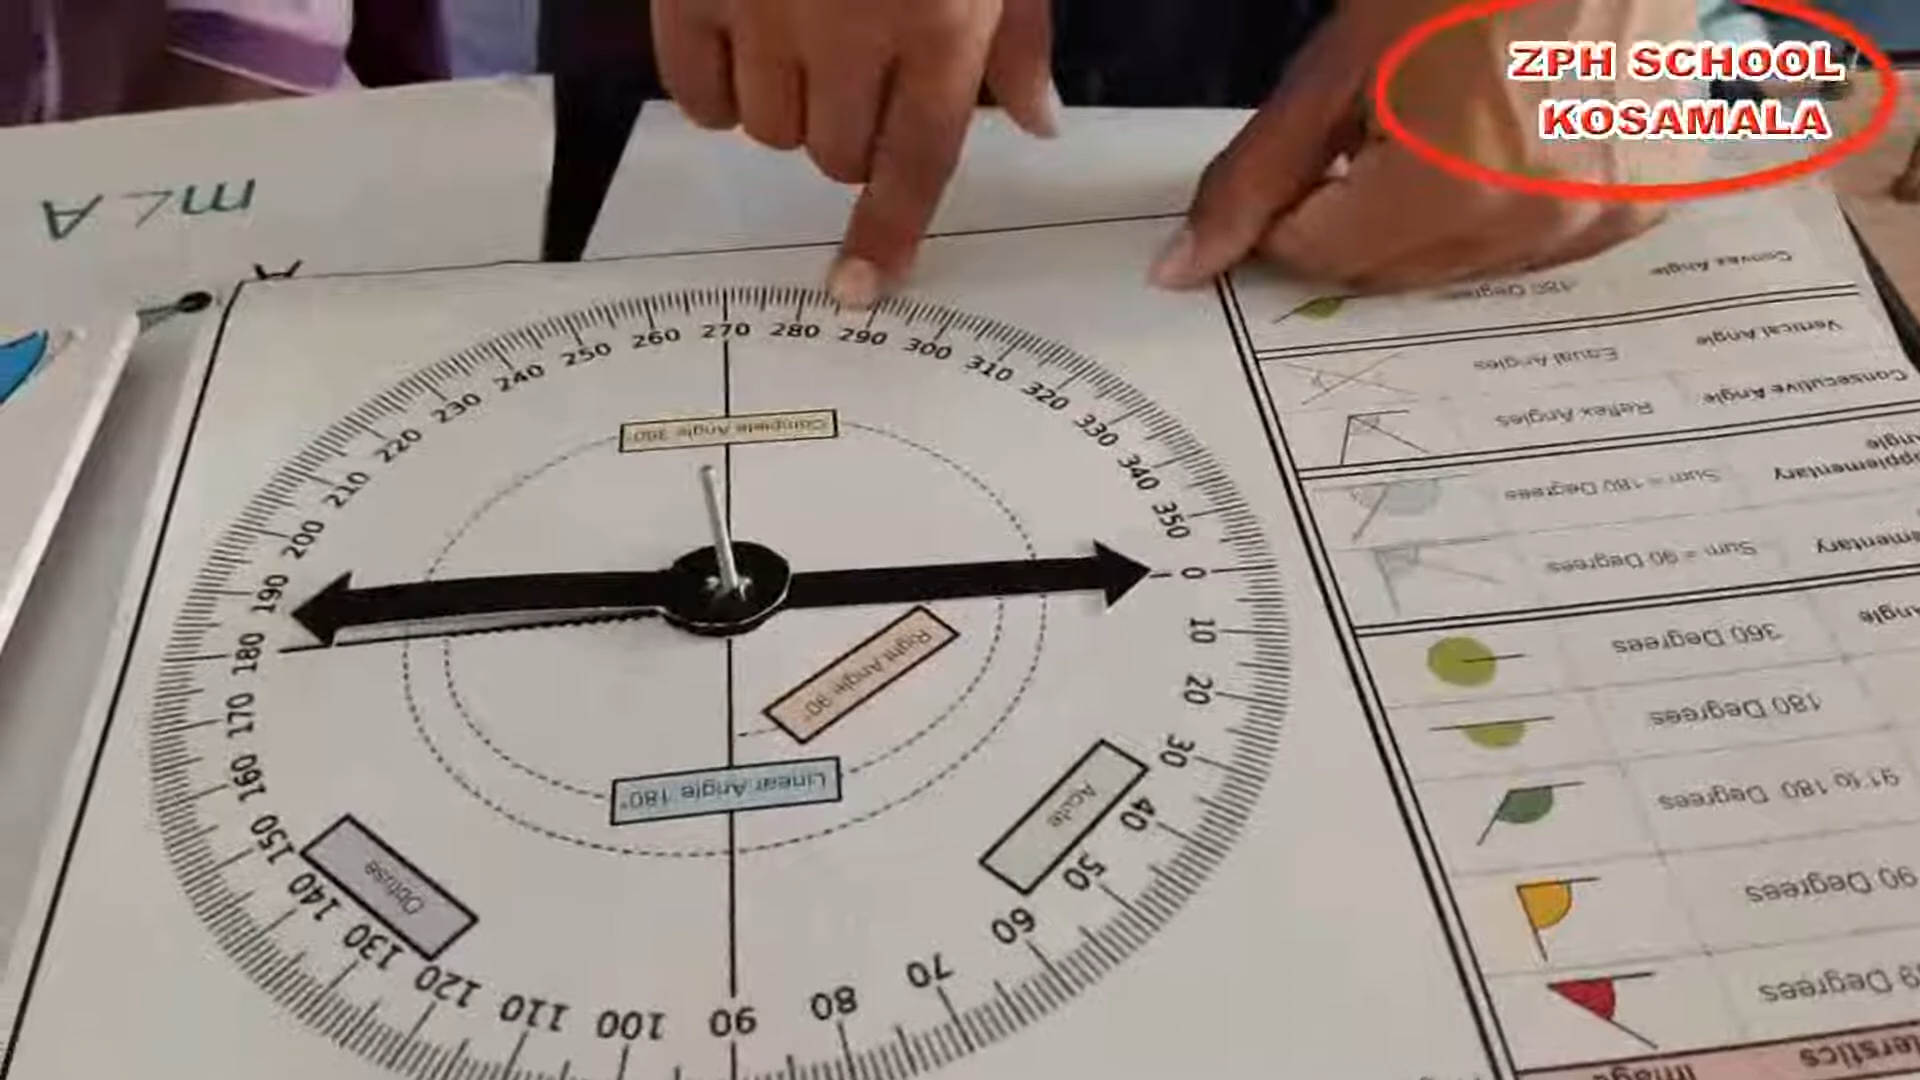 ZPH SCHOOL
KOSAMALA
m∠A
0
10
20
30
40
50
60
70
80
90
100
110
120
130
140
150
160
170
180
190
200
210
220
230
240
250
260
270
280
290
300
310
320
330
340
350
Complete Angle 360°
Right Angle 90°
Linear Angle 180°
Acute
Obtuse
Image
9 Degrees
90 Degrees
91 to 180 Degrees
180 Degrees
360 Degrees
Sum = 90 Degrees
Sum = 180 Degrees
Consecutive Angle
Reflex Angles
Vertical Angle
Equal Angles
Convex Angle
180 Degrees